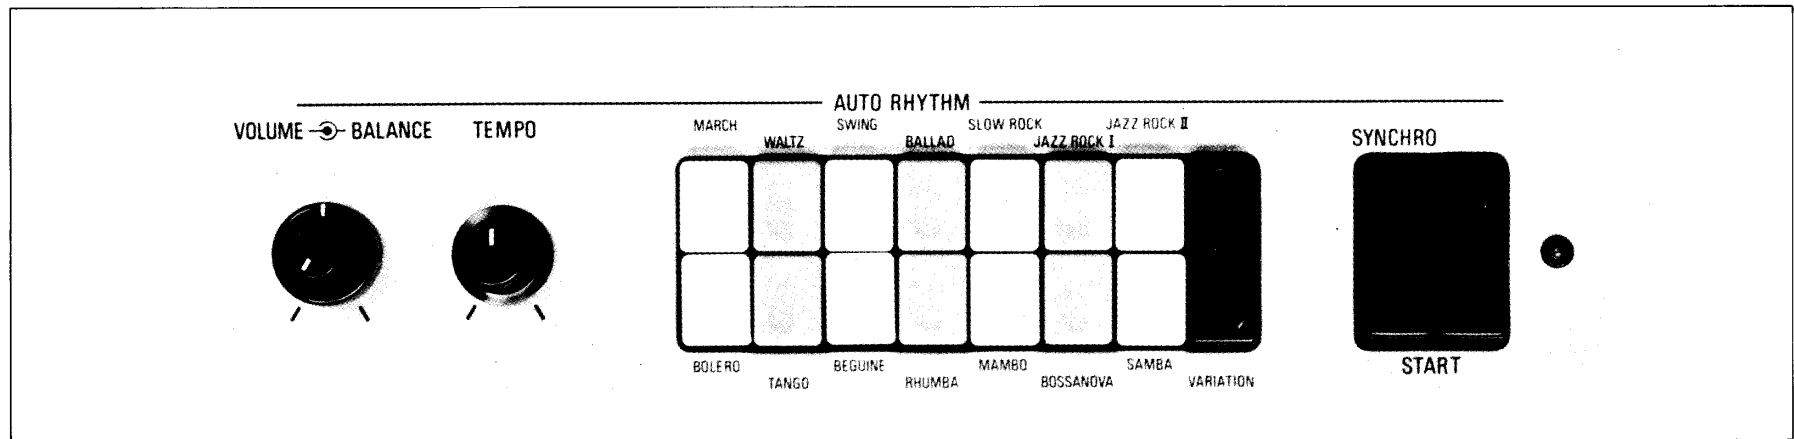 AUTO RHYTHM
VOLUME BALANCE TEMPO
MARCH SWING SLOW ROCK JAZZ ROCK II
WALTZ BALLAD JAZZ ROCK I
SYNCHRO
BOLERO BEGUINE MAMBO SAMBA
TANGO RHUMBA BOSSANOVA VARIATION
START